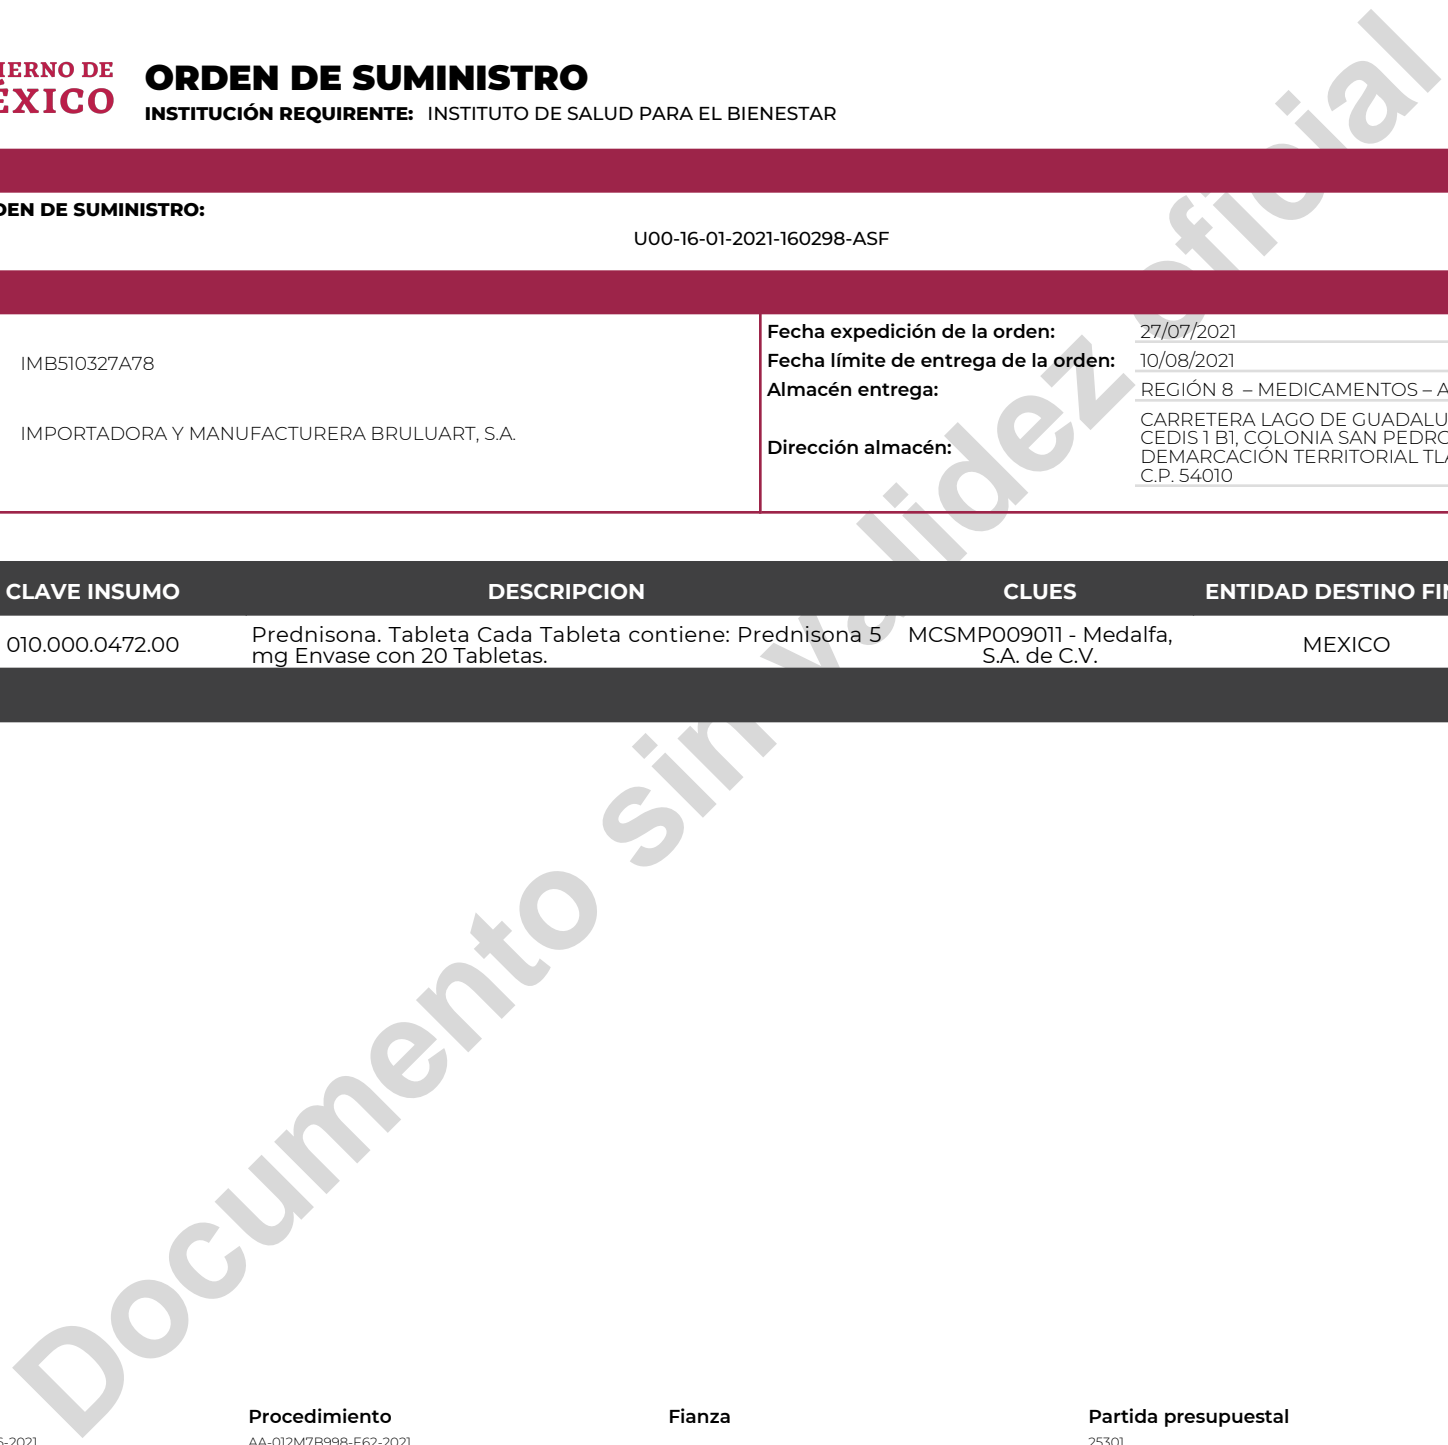 IERNO DE
ÉXICO
ORDEN DE SUMINISTRO
INSTITUCIÓN REQUIRENTE: INSTITUTO DE SALUD PARA EL BIENESTAR
DEN DE SUMINISTRO:
U00-16-01-2021-160298-ASF
IMB510327A78
IMPORTADORA Y MANUFACTURERA BRULUART, S.A.
Fecha expedición de la orden: 27/07/2021
Fecha límite de entrega de la orden: 10/08/2021
Almacén entrega: REGIÓN 8 – MEDICAMENTOS – A
Dirección almacén:
CARRETERA LAGO DE GUADALU
CEDIS 1 B1, COLONIA SAN PEDRO
DEMARCACIÓN TERRITORIAL TLA
C.P. 54010
CLAVE INSUMO DESCRIPCION CLUES ENTIDAD DESTINO FIN
010.000.0472.00
Prednisona. Tableta Cada Tableta contiene: Prednisona 5
mg Envase con 20 Tabletas.
MCSMP009011 - Medalfa,
S.A. de C.V.
MEXICO
Documento sin validez oficial
Procedimiento Fianza Partida presupuestal
-2021 AA-012M7B998-E62-2021 25301